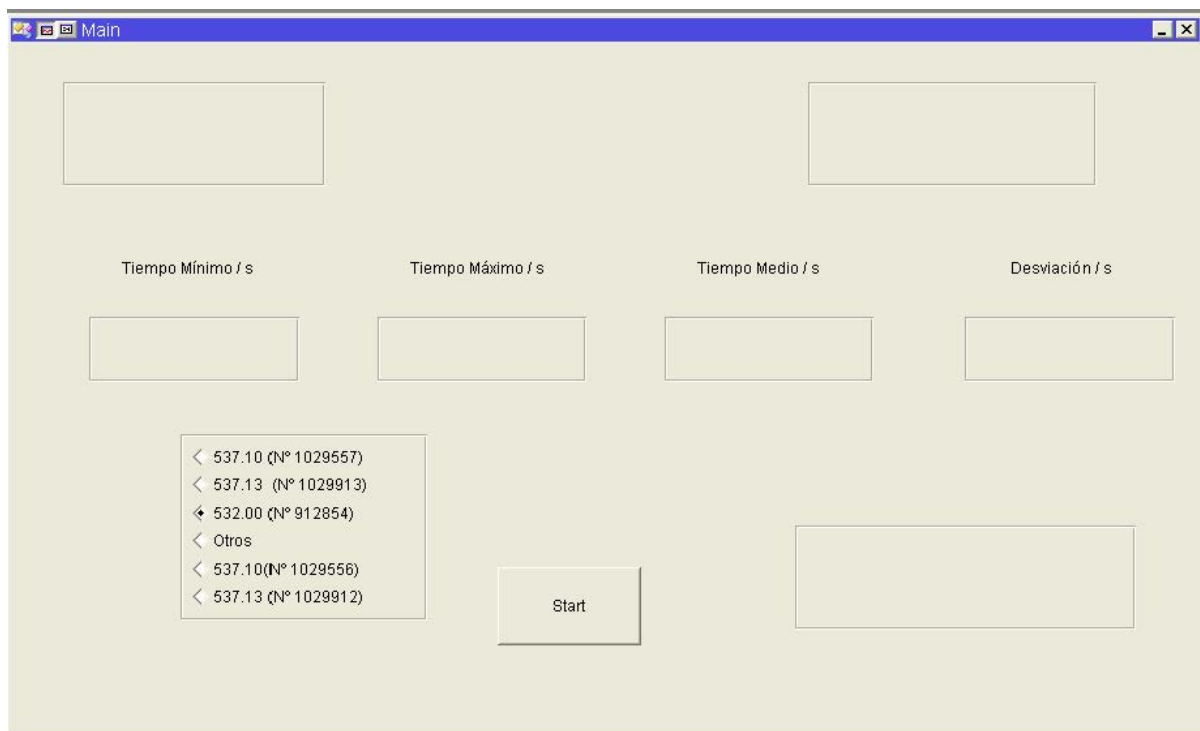 Main
Tiempo Mínimo / s Tiempo Máximo / s Tiempo Medio / s Desviación / s
537.10 (Nº 1029557)
537.13 (Nº 1029913)
532.00 (Nº 912854)
Otros
537.10(Nº 1029556)
537.13 (Nº 1029912)
Start